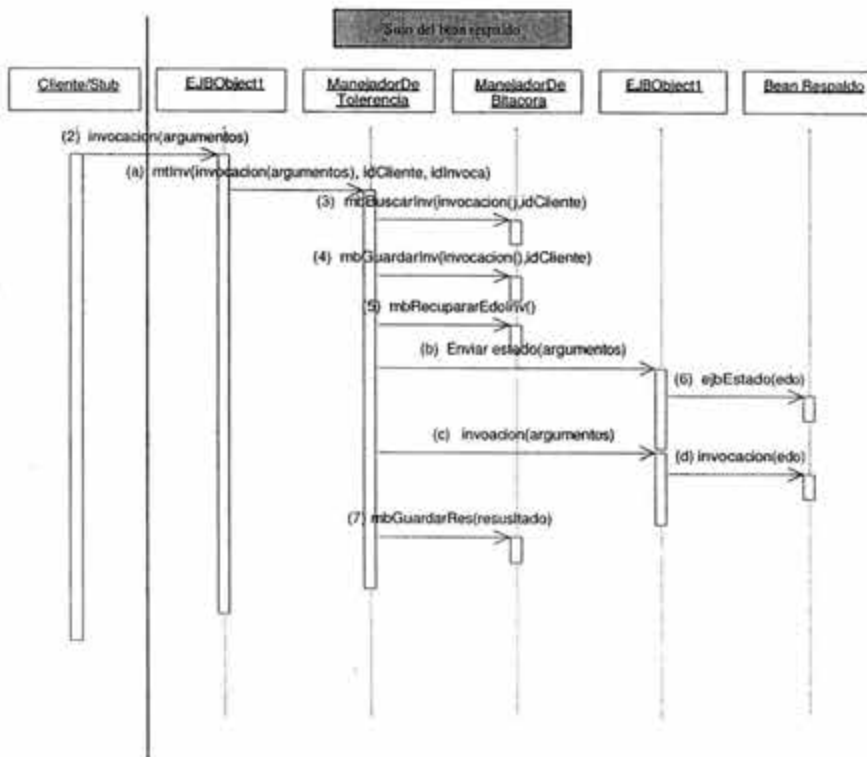 del bean respaldo
Cliente/Stub
EJBObject1
ManejadorDe
Tolerencia
ManejadorDe
Bitacora
EJBObject1
Bean Respaldo
(2) invocacion(argumentos)
(a) mtInv(invocacion(argumentos), idCliente, idInvoca)
(3) mbBuscarInv(invocacion(),idCliente)
(4) mbGuardarInv(invocacion(),idCliente)
(5) mbRecupararEdoInv()
(b) Enviar estado(argumentos)
(6) ejbEstado(edo)
(c) invoacion(argumentos)
(d) invocacion(edo)
(7) mbGuardarRes(resusltado)